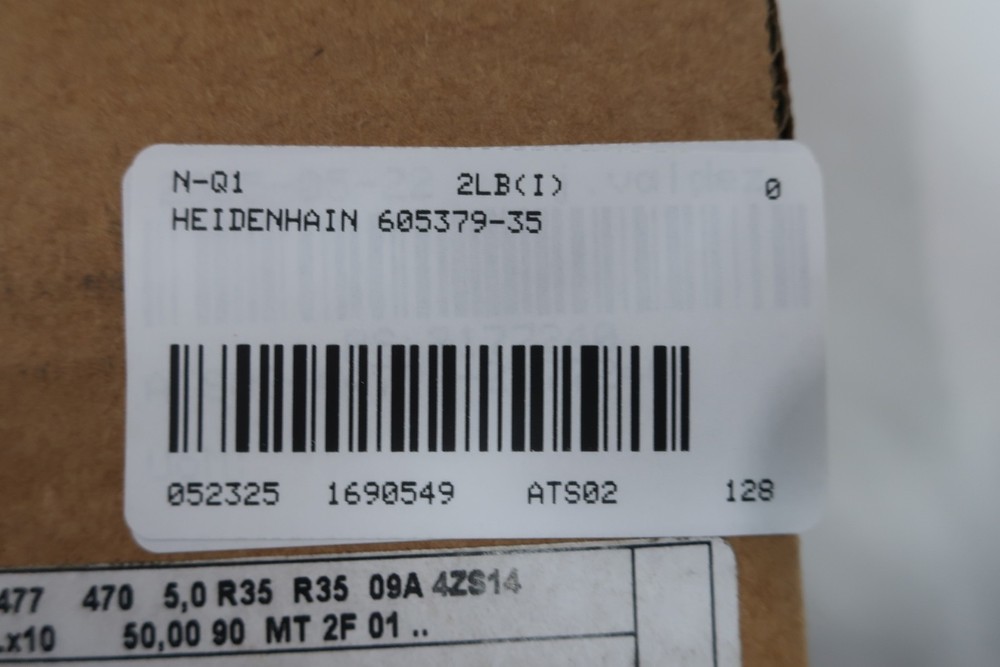 N-Q1 2LB(I) 0
HEIDENHAIN 605379-35
052325 1690549 ATS02 128
477 470 5,0 R35 R35 09A 4ZS14
.x10 50,00 90 MT 2F 01 ..